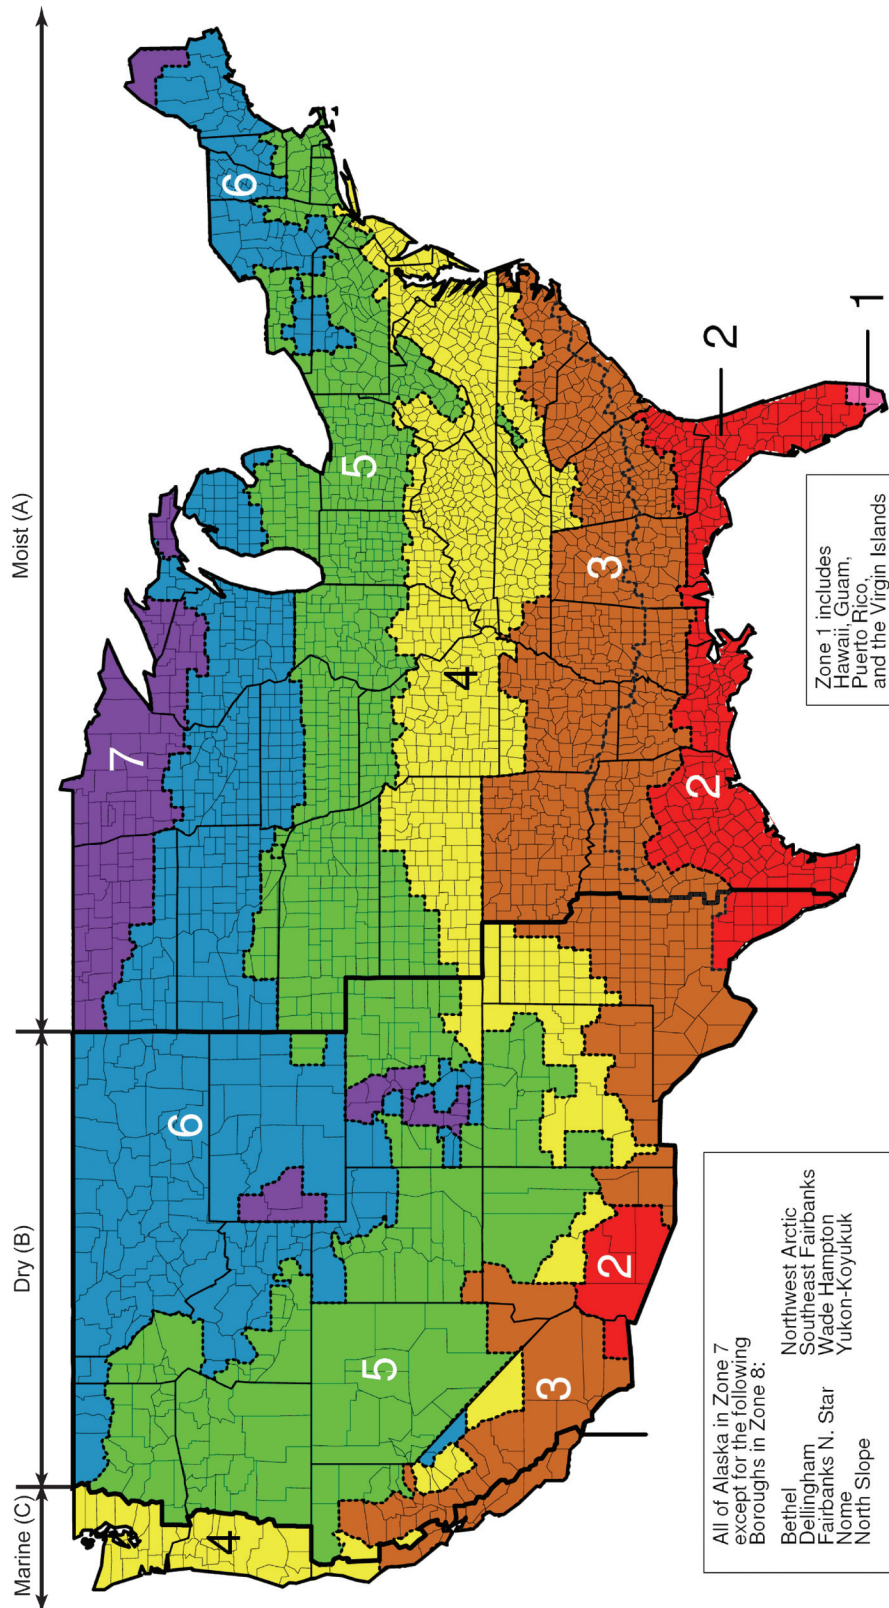 Marine (C)
Dry (B)
Moist (A)
7
6
6
5
5
4
4
3
3
2
2
2
1
All of Alaska in Zone 7
except for the following
Boroughs in Zone 8:
Bethel
Dellingham
Fairbanks N. Star
Nome
North Slope
Northwest Arctic
Southeast Fairbanks
Wade Hampton
Yukon-Koyukuk
Zone 1 includes
Hawaii, Guam,
Puerto Rico,
and the Virgin Islands